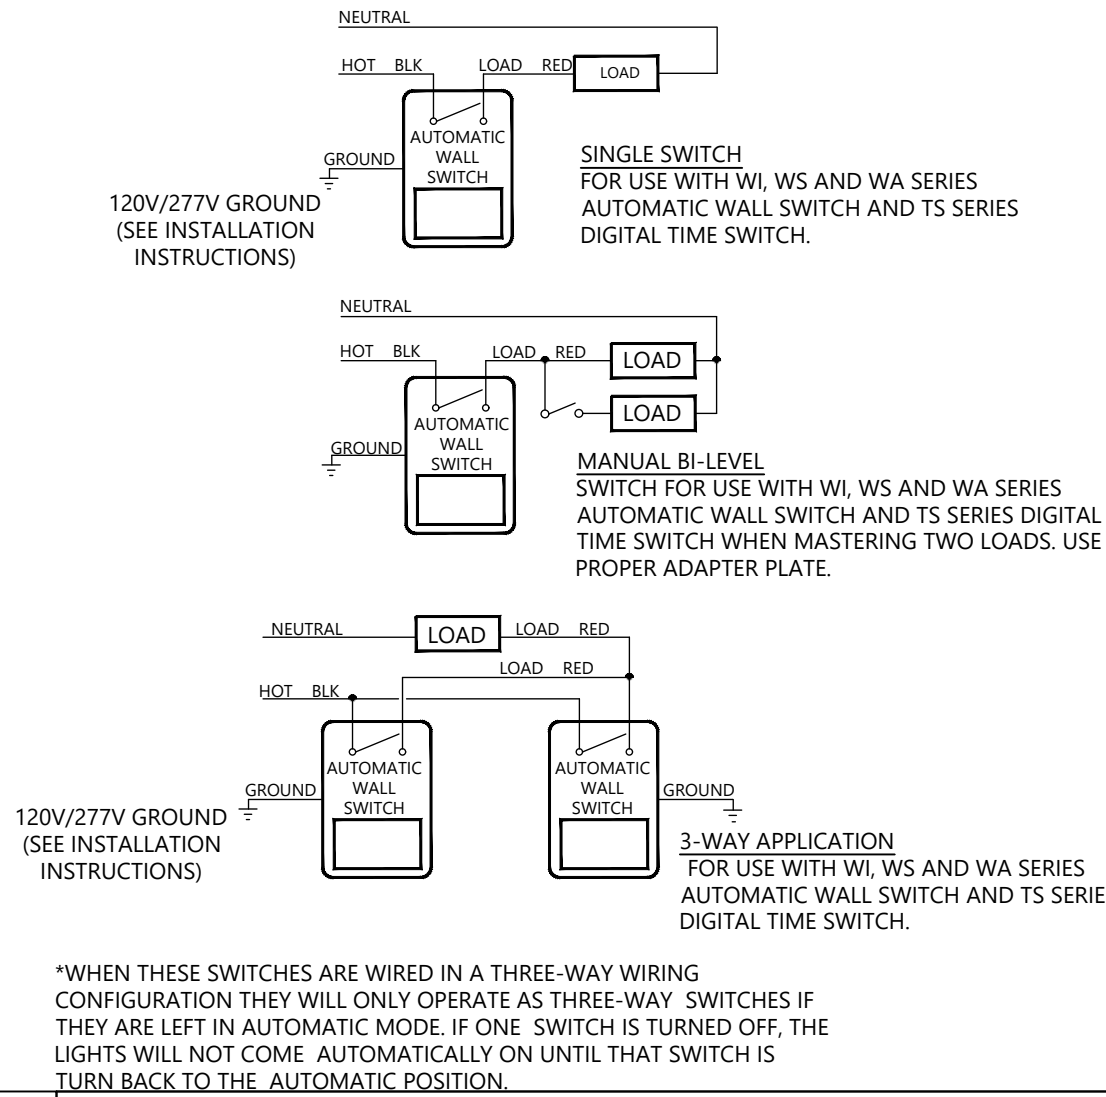 NEUTRAL
HOT BLK LOAD RED LOAD
AUTOMATIC
WALL
SWITCH
GROUND
120V/277V GROUND
(SEE INSTALLATION
INSTRUCTIONS)
SINGLE SWITCH
FOR USE WITH WI, WS AND WA SERIES
AUTOMATIC WALL SWITCH AND TS SERIES
DIGITAL TIME SWITCH.
NEUTRAL
HOT BLK LOAD RED LOAD
LOAD
AUTOMATIC
WALL
SWITCH
GROUND
MANUAL BI-LEVEL
SWITCH FOR USE WITH WI, WS AND WA SERIES
AUTOMATIC WALL SWITCH AND TS SERIES DIGITAL
TIME SWITCH WHEN MASTERING TWO LOADS. USE
PROPER ADAPTER PLATE.
NEUTRAL LOAD LOAD RED
LOAD RED
HOT BLK
AUTOMATIC
WALL
SWITCH
GROUND
120V/277V GROUND
(SEE INSTALLATION
INSTRUCTIONS)
AUTOMATIC
WALL
SWITCH
GROUND
3-WAY APPLICATION
FOR USE WITH WI, WS AND WA SERIES
AUTOMATIC WALL SWITCH AND TS SERIE
DIGITAL TIME SWITCH.
*WHEN THESE SWITCHES ARE WIRED IN A THREE-WAY WIRING
CONFIGURATION THEY WILL ONLY OPERATE AS THREE-WAY SWITCHES IF
THEY ARE LEFT IN AUTOMATIC MODE. IF ONE SWITCH IS TURNED OFF, THE
LIGHTS WILL NOT COME AUTOMATICALLY ON UNTIL THAT SWITCH IS
TURN BACK TO THE AUTOMATIC POSITION.